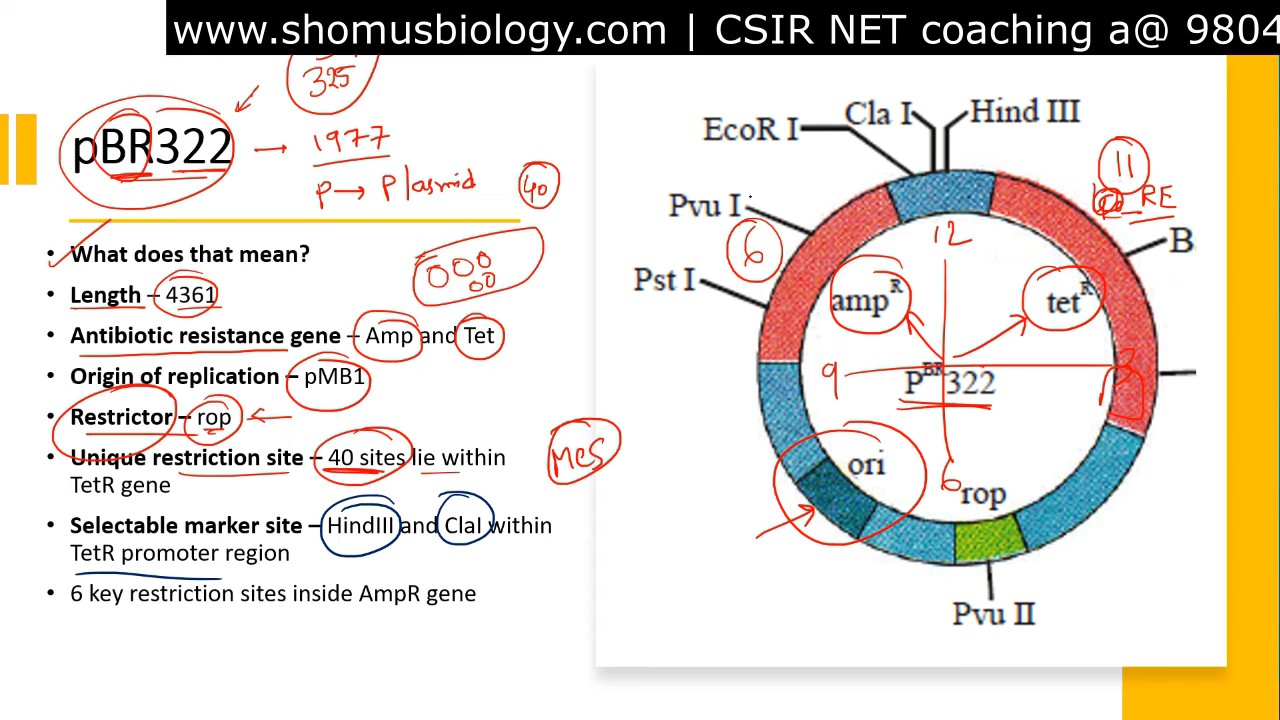 www.shomusbiology.com | CSIR NET coaching a@ 9804
325
pBR322
1977
p → Plasmid
40
What does that mean?
Length – 4361
Antibiotic resistance gene – Amp and Tet
Origin of replication – pMB1
Restrictor – rop
Unique restriction site – 40 sites lie within
TetR gene
MCS
Selectable marker site – HindIII and ClaI within
TetR promoter region
6 key restriction sites inside AmpR gene
EcoR I
Cla I
Hind III
11
RE
Pvu I
6
B
Pst I
12
amp^R
tet^R
9
3
P^BR322
ori
6
rop
Pvu II